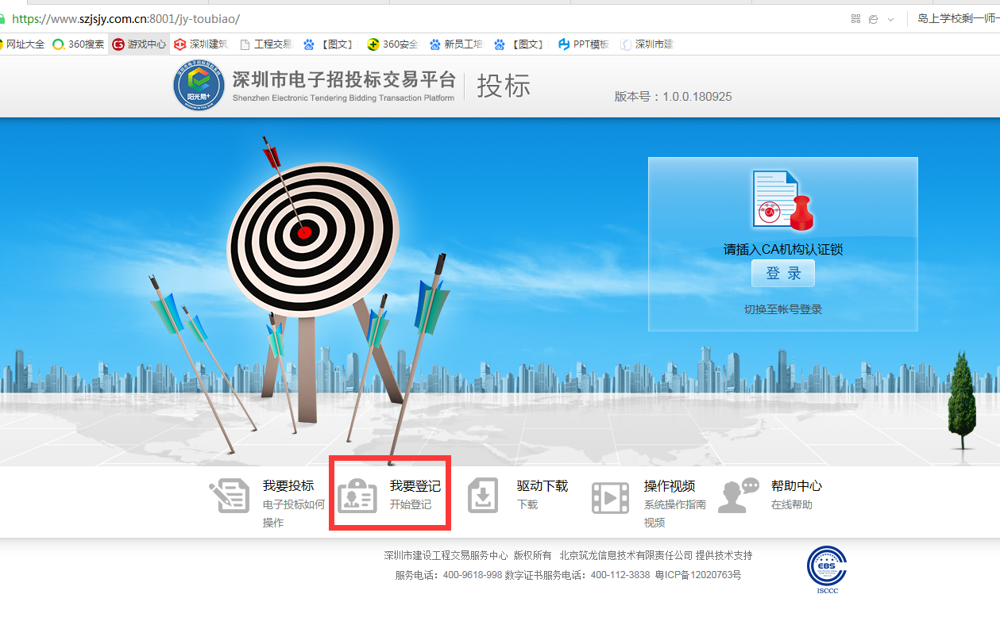 https://www.szjsjy.com.cn:8001/jy-toubiao/
岛上学校剩一师一
网址大全 360搜索 游戏中心 深圳建筑 工程交易 【图文】 360安全 新员工培 【图文】 PPT模板 深圳市建
阳光易+
深圳市电子招投标交易平台 投标
Shenzhen Electronic Tendering Bidding Transaction Platform
版本号：1.0.0.180925
CA
请插入CA机构认证锁
登 录
切换至帐号登录
我要投标
电子投标如何操作
我要登记
开始登记
驱动下载
下载
操作视频
系统操作指南视频
帮助中心
在线帮助
深圳市建设工程交易服务中心 版权所有 北京筑龙信息技术有限责任公司 提供技术支持
服务电话：400-9618-998 数字证书服务电话：400-112-3838 粤ICP备12020763号
EBS
ISCCC